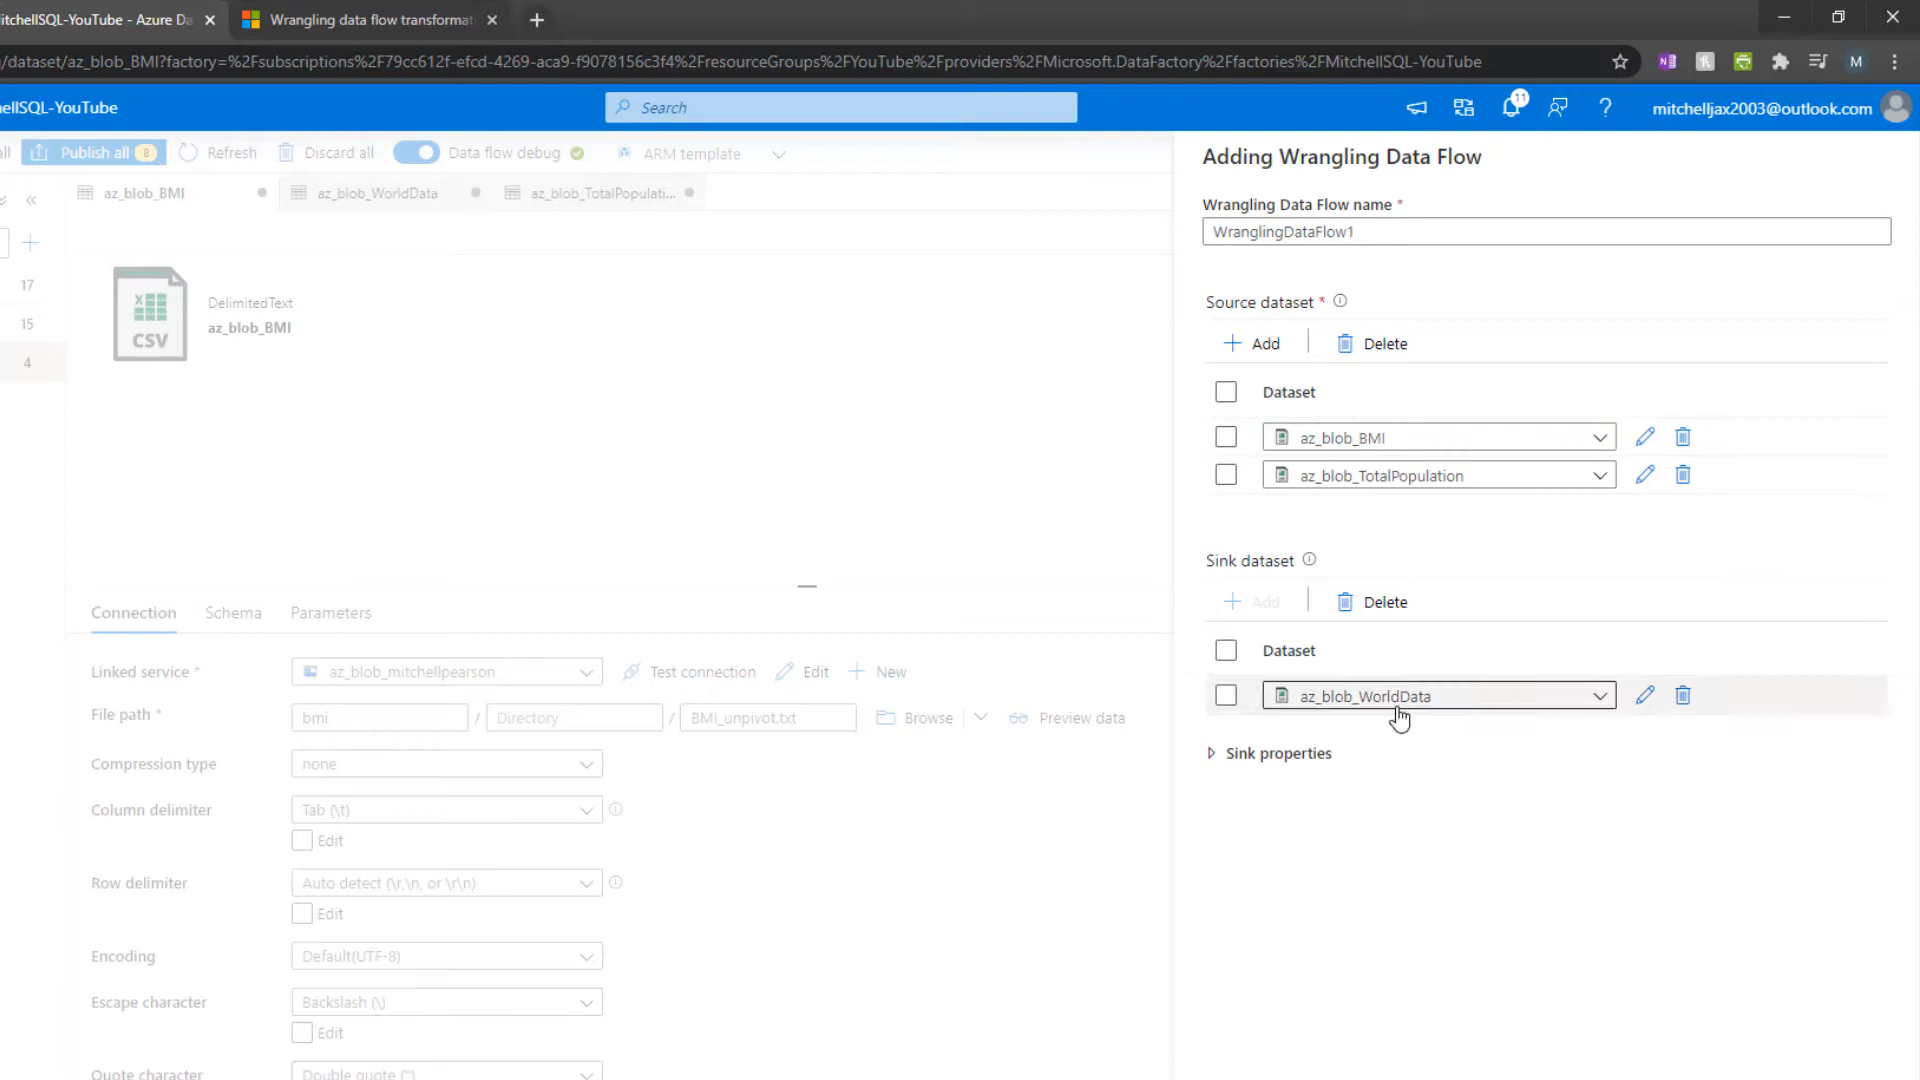 itchellSQL-YouTube - Azure Da
Wrangling data flow transformat
g/dataset/az_blob_BMI?factory=%2Fsubscriptions%2F79cc612f-efcd-4269-aca9-f9078156c3f4%2FresourceGroups%2FYouTube%2Fproviders%2FMicrosoft.DataFactory%2Ffactories%2FMitchellSQL-YouTube
M
ellSQL-YouTube
Search
11
mitchelljax2003@outlook.com
all
Publish all 8
Refresh
Discard all
Data flow debug
ARM template
az_blob_BMI
az_blob_WorldData
az_blob_TotalPopulati...
17
15
4
X
CSV
DelimitedText
az_blob_BMI
Connection
Schema
Parameters
Linked service *
az_blob_mitchellpearson
Test connection
Edit
New
File path *
bmi / Directory / BMI_unpivot.txt
Browse
Preview data
Compression type
none
Column delimiter
Tab (\t)
Edit
Row delimiter
Auto detect (\r,\n, or \r\n)
Edit
Encoding
Default(UTF-8)
Escape character
Backslash (\)
Edit
Quote character
Double quote (")
Adding Wrangling Data Flow
Wrangling Data Flow name *
WranglingDataFlow1
Source dataset *
Add
Delete
Dataset
az_blob_BMI
az_blob_TotalPopulation
Sink dataset
Add
Delete
Dataset
az_blob_WorldData
Sink properties